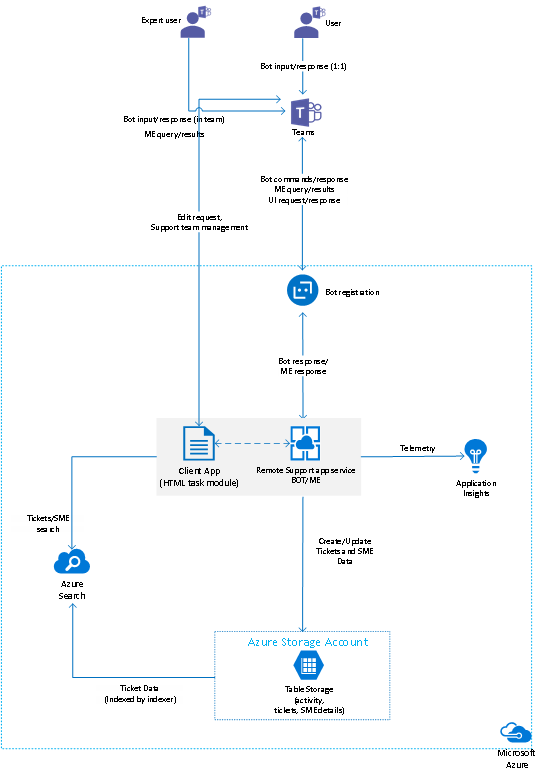 Expert user
User
Bot input/response (1:1)
Bot input/response (in team)
ME query/results
Teams
Bot commands/response
ME query/results
UI request/response
Edit request,
Support team management
Bot registration
Bot response/
ME response
Client App
(HTML task module)
Remote Support app service
BOT/ME
Telemetry
Application
Insights
Tickets/SME
search
Create/Update
Tickets and SME
Data
Azure
Search
Azure Storage Account
Table Storage
(activity,
tickets, SME details)
Ticket Data
(Indexed by indexer)
Microsoft
Azure